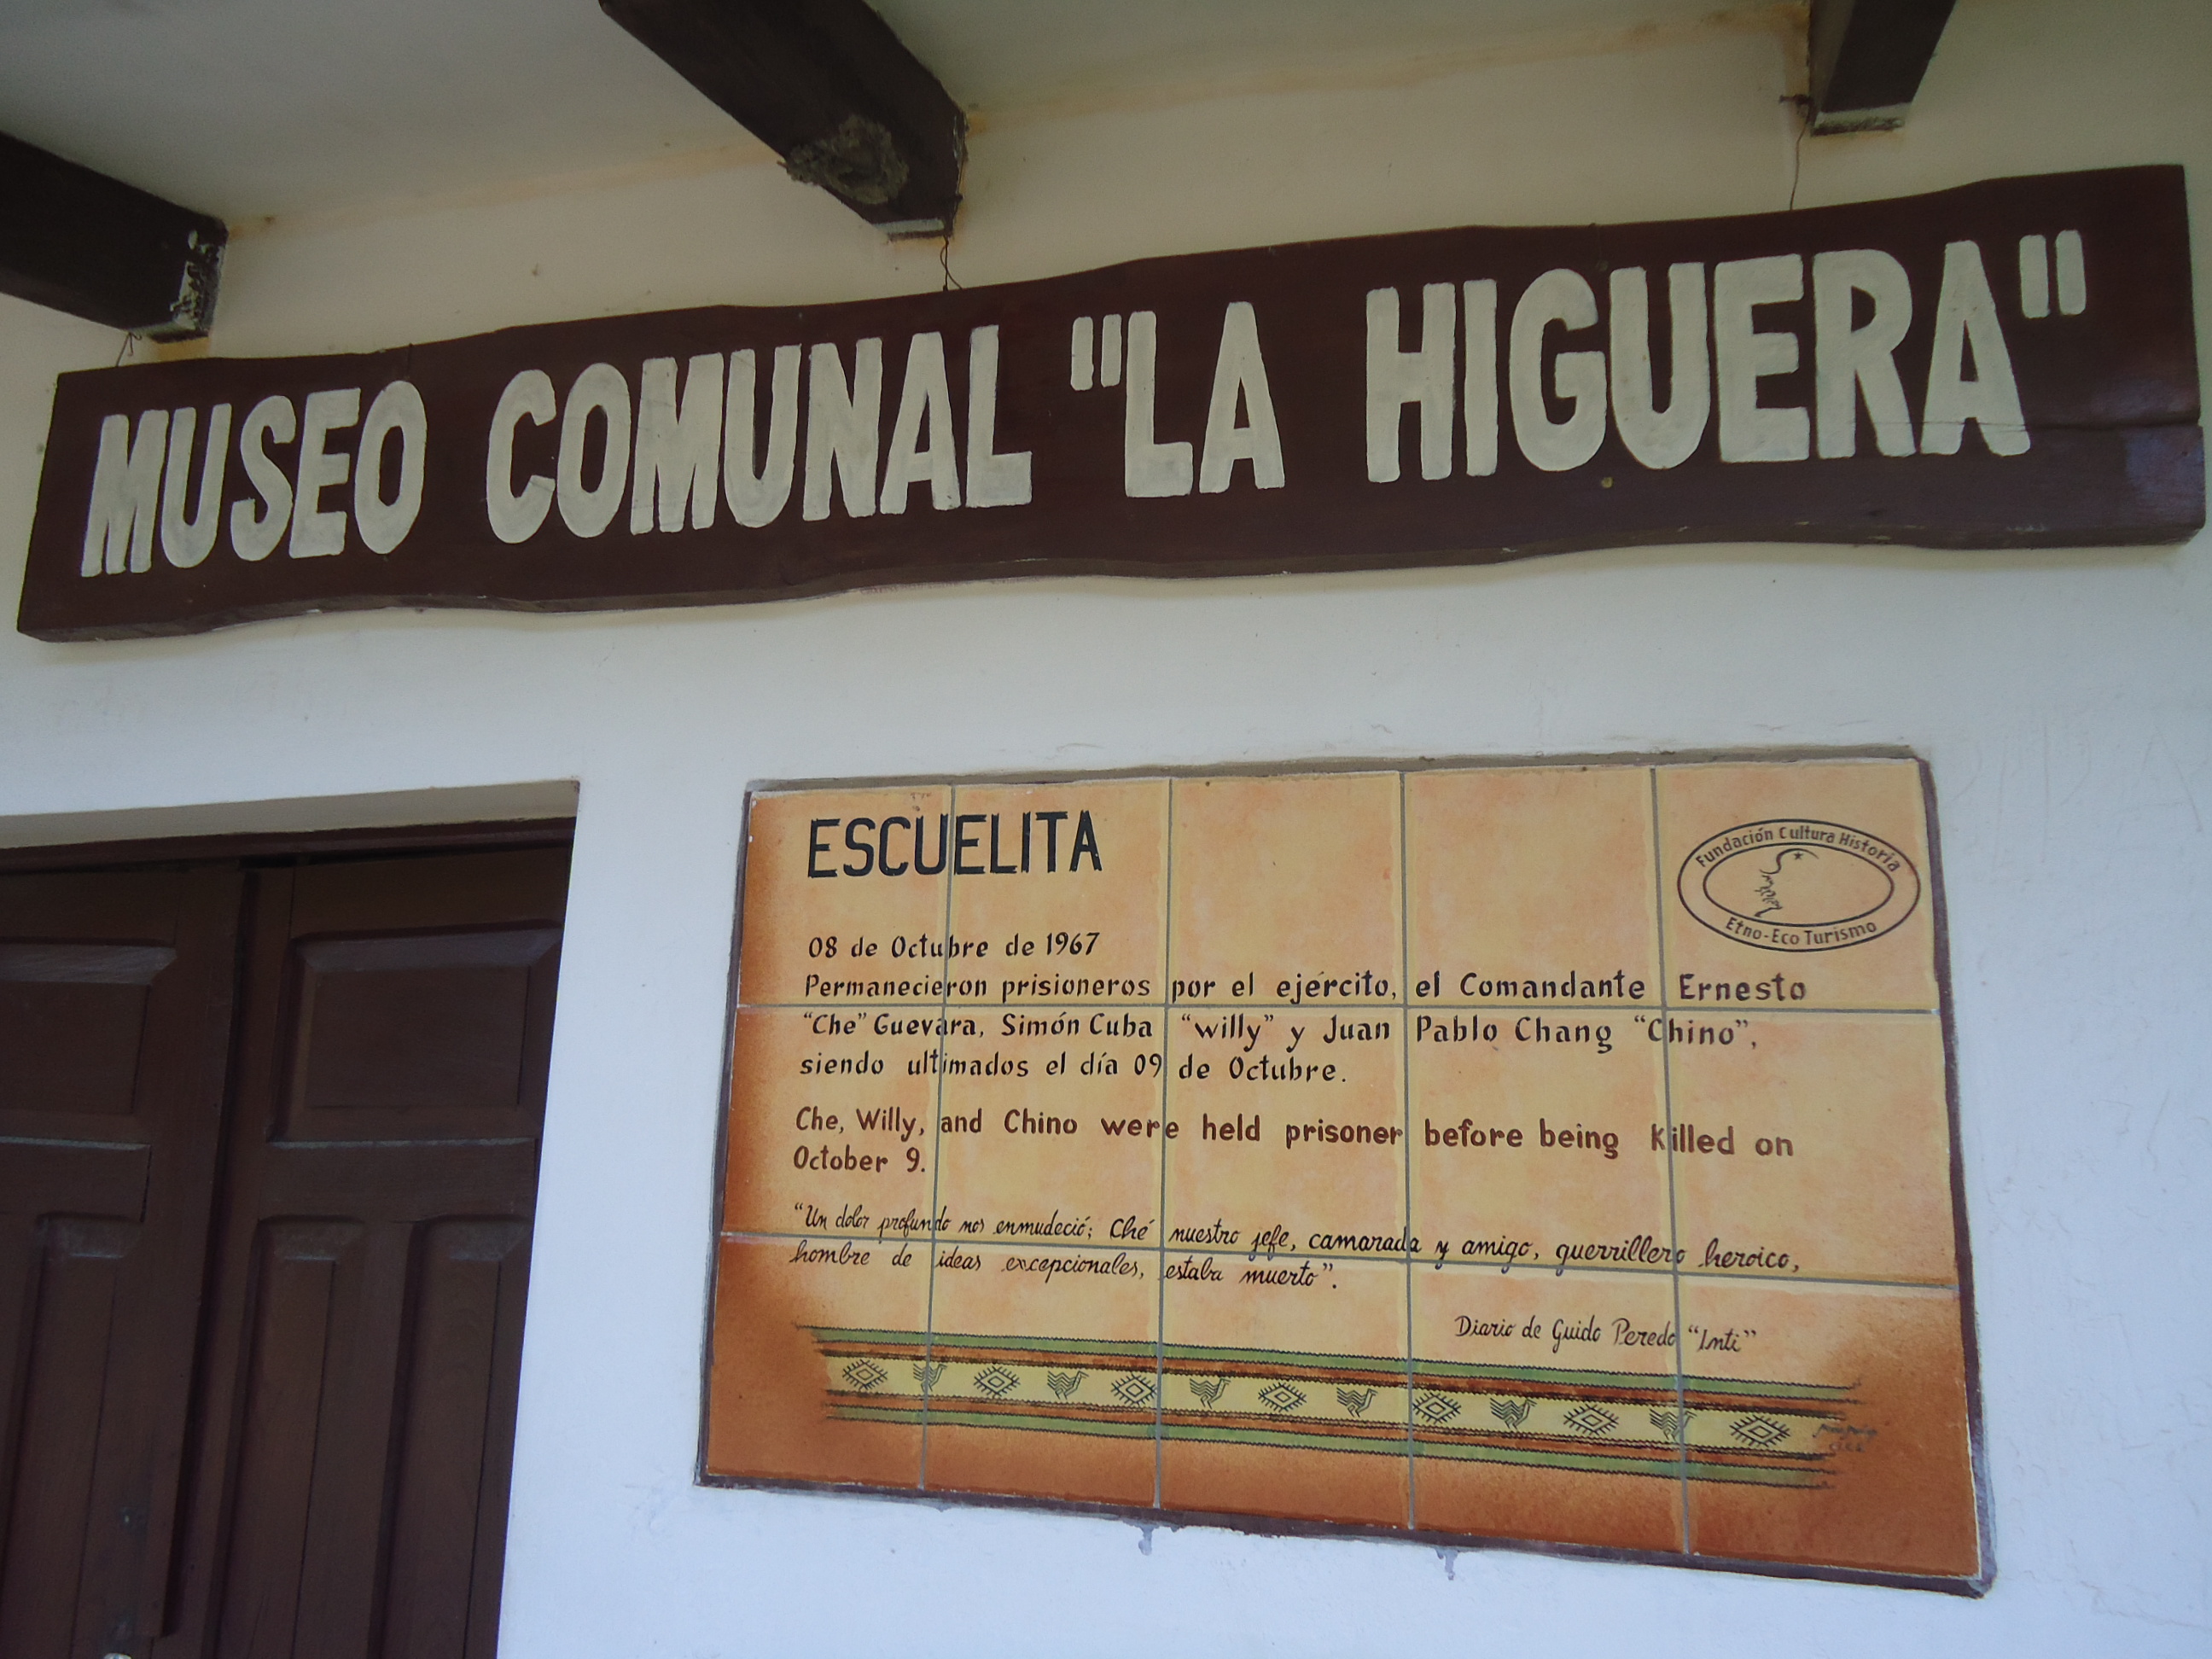 MUSEO COMUNAL "LA HIGUERA"
ESCUELITA
Fundación Cultura Historia
Etno-Eco Turismo
08 de Octubre de 1967
Permanecieron prisioneros por el ejército, el Comandante Ernesto
"Che" Guevara, Simón Cuba "willy" y Juan Pablo Chang "Chino",
siendo ultimados el día 09 de Octubre.
Che, Willy, and Chino were held prisoner before being killed on
October 9.
"Un dolor profundo nos enmudeció; Ché nuestro jefe, camarada y amigo, guerrillero heroico,
hombre de ideas excepcionales, estaba muerto".
Diario de Guido Peredo "Inti"